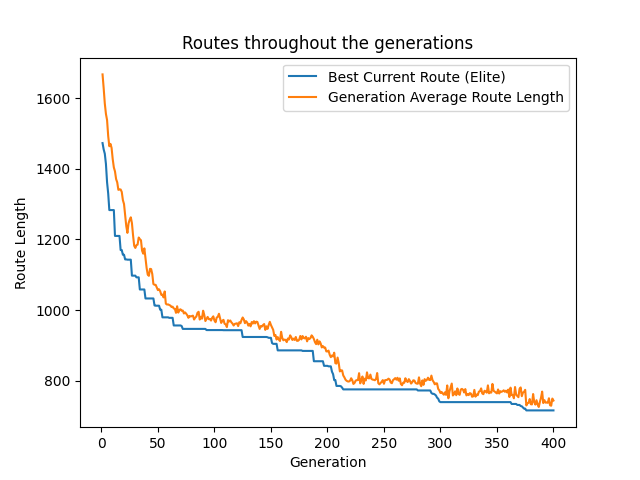 Routes throughout the generations
Best Current Route (Elite)
Generation Average Route Length
Route Length
1600
1400
1200
1000
800
0 50 100 150 200 250 300 350 400
Generation